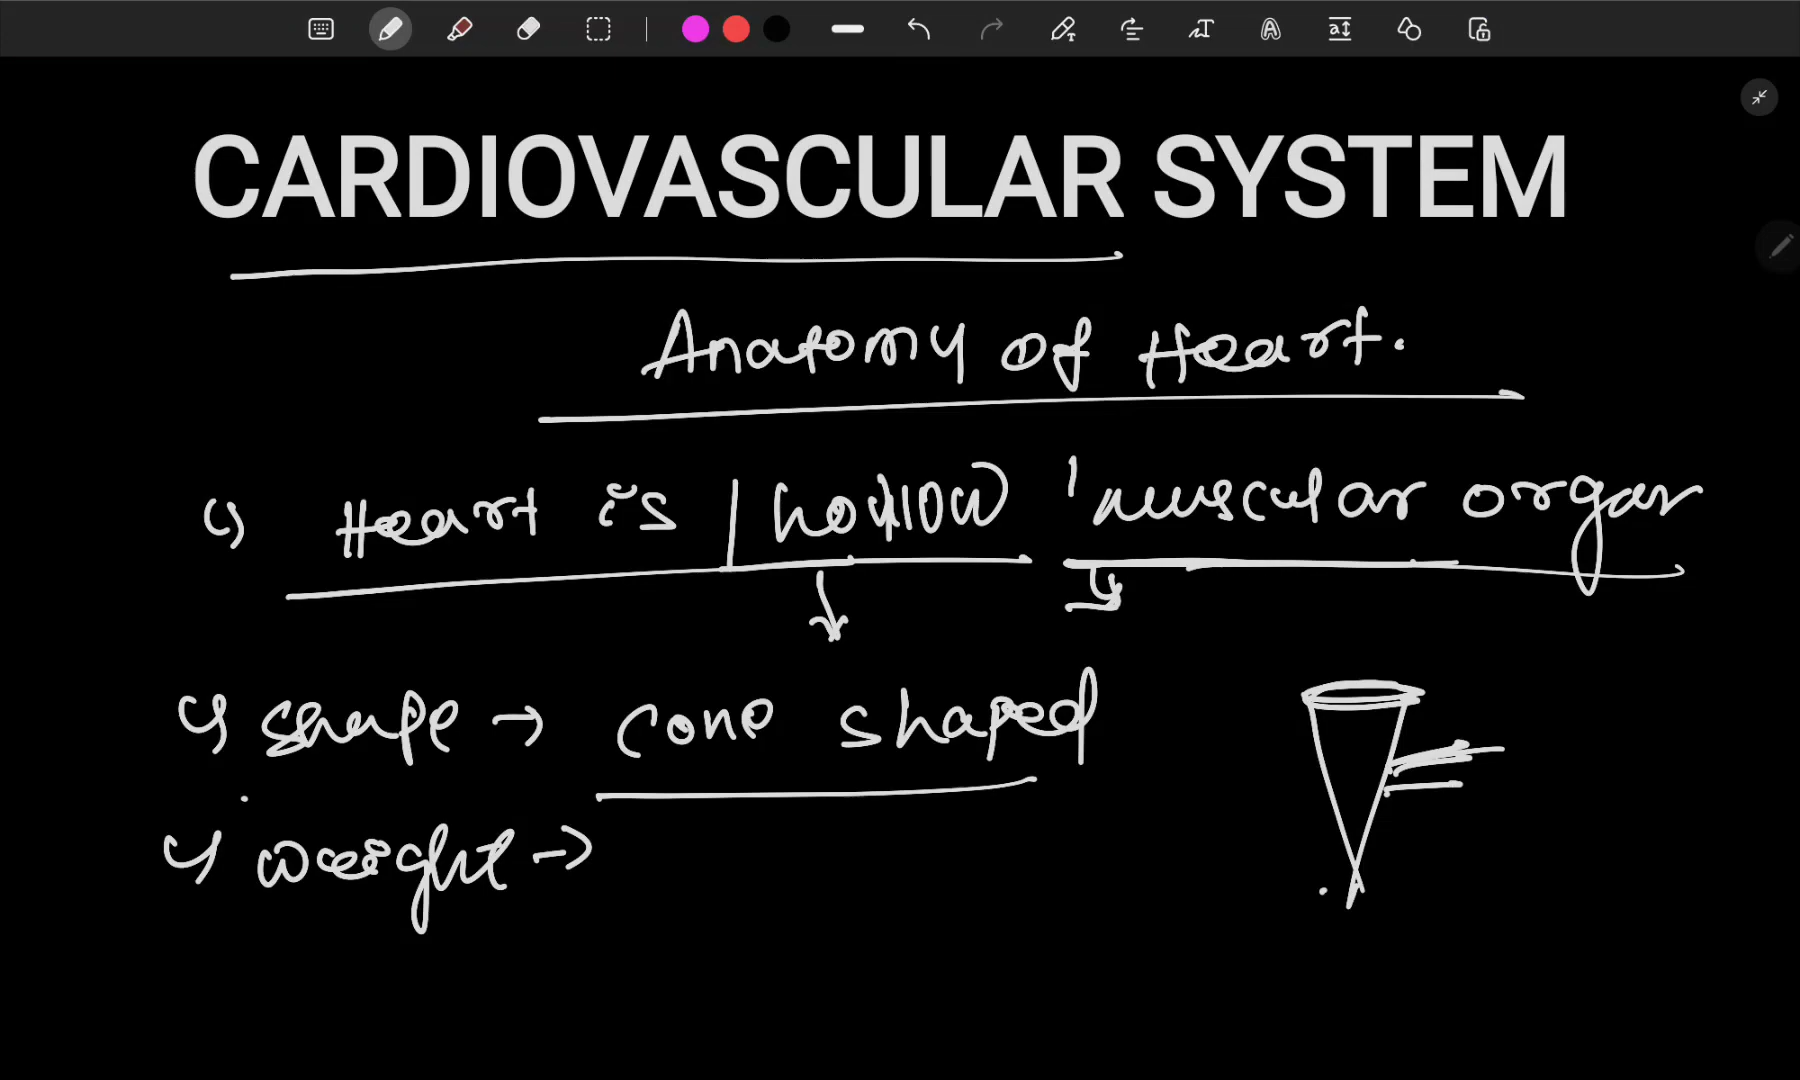 CARDIOVASCULAR SYSTEM
Anatomy of Heart.
Heart is hollow muscular organ
shape → cone shaped
weight →